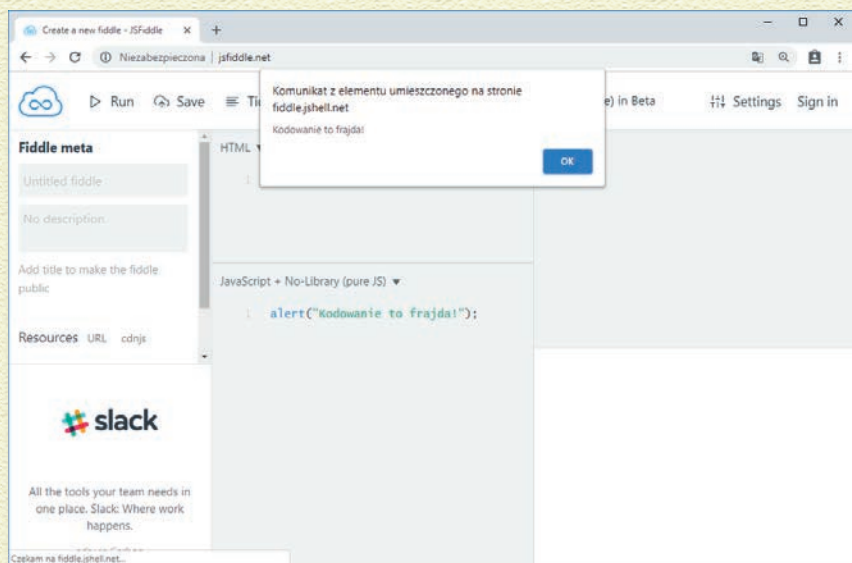 Create a new fiddle - JSFiddle
Niezabezpieczona | jsfiddle.net
Run Save
Settings Sign in
Komunikat z elementu umieszczonego na stronie
fiddle.jshell.net
Kodowanie to frajda!
OK
e) in Beta
Fiddle meta
Untitled fiddle
No description
Add title to make the fiddle
public
Resources URL cdnjs
HTML
1
JavaScript + No-Library (pure JS)
1 alert("Kodowanie to frajda!");
slack
All the tools your team needs in
one place. Slack: Where work
happens.
Czekam na fiddle.jshell.net...